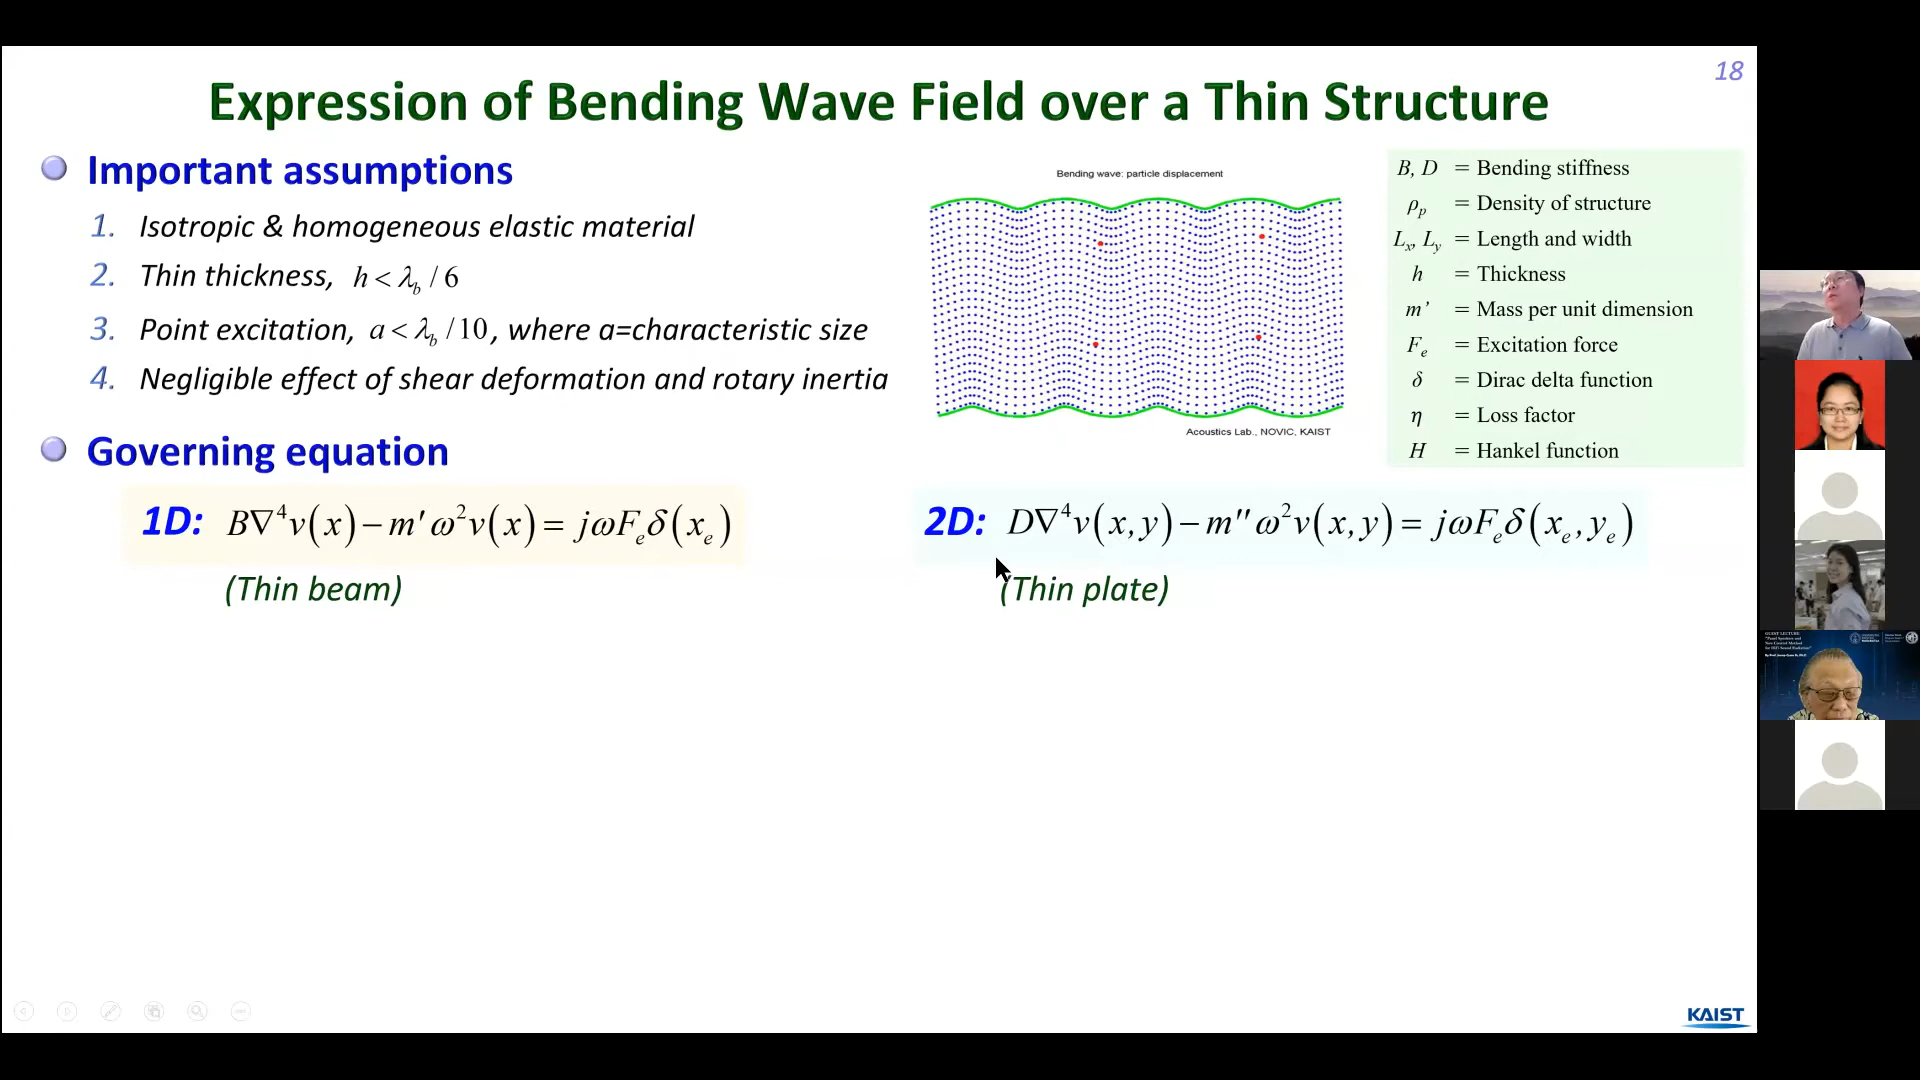 18
Expression of Bending Wave Field over a Thin Structure
Important assumptions
1. Isotropic & homogeneous elastic material
2. Thin thickness, h < λ_b / 6
3. Point excitation, a < λ_b / 10, where a=characteristic size
4. Negligible effect of shear deformation and rotary inertia
Bending wave: particle displacement
Acoustics Lab., NOVIC, KAIST
B, D = Bending stiffness
ρ_p = Density of structure
L_x, L_y = Length and width
h = Thickness
m’ = Mass per unit dimension
F_e = Excitation force
δ = Dirac delta function
η = Loss factor
H = Hankel function
Governing equation
1D: B∇⁴v(x) − m′ω²v(x) = jωF_eδ(x_e)
(Thin beam)
2D: D∇⁴v(x,y) − m″ω²v(x,y) = jωF_eδ(x_e,y_e)
(Thin plate)
KAIST
GUEST LECTURE